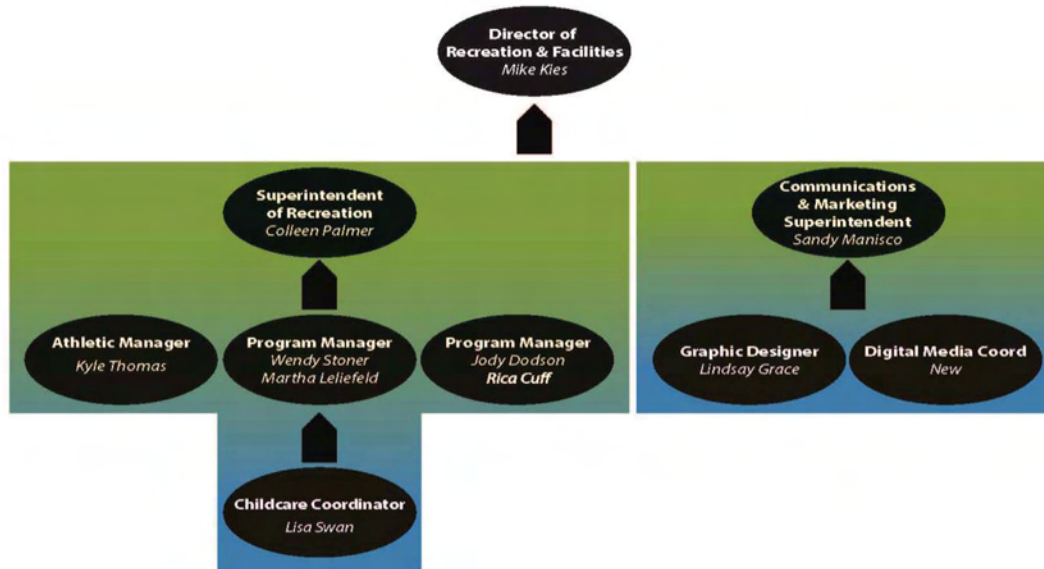 Director of
Recreation & Facilities
Mike Kies
Superintendent
of Recreation
Colleen Palmer
Communications
& Marketing
Superintendent
Sandy Manisco
Athletic Manager
Kyle Thomas
Program Manager
Wendy Stoner
Martha Leliefeld
Program Manager
Jody Dodson
Rica Cuff
Graphic Designer
Lindsay Grace
Digital Media Coord
New
Childcare Coordinator
Lisa Swan